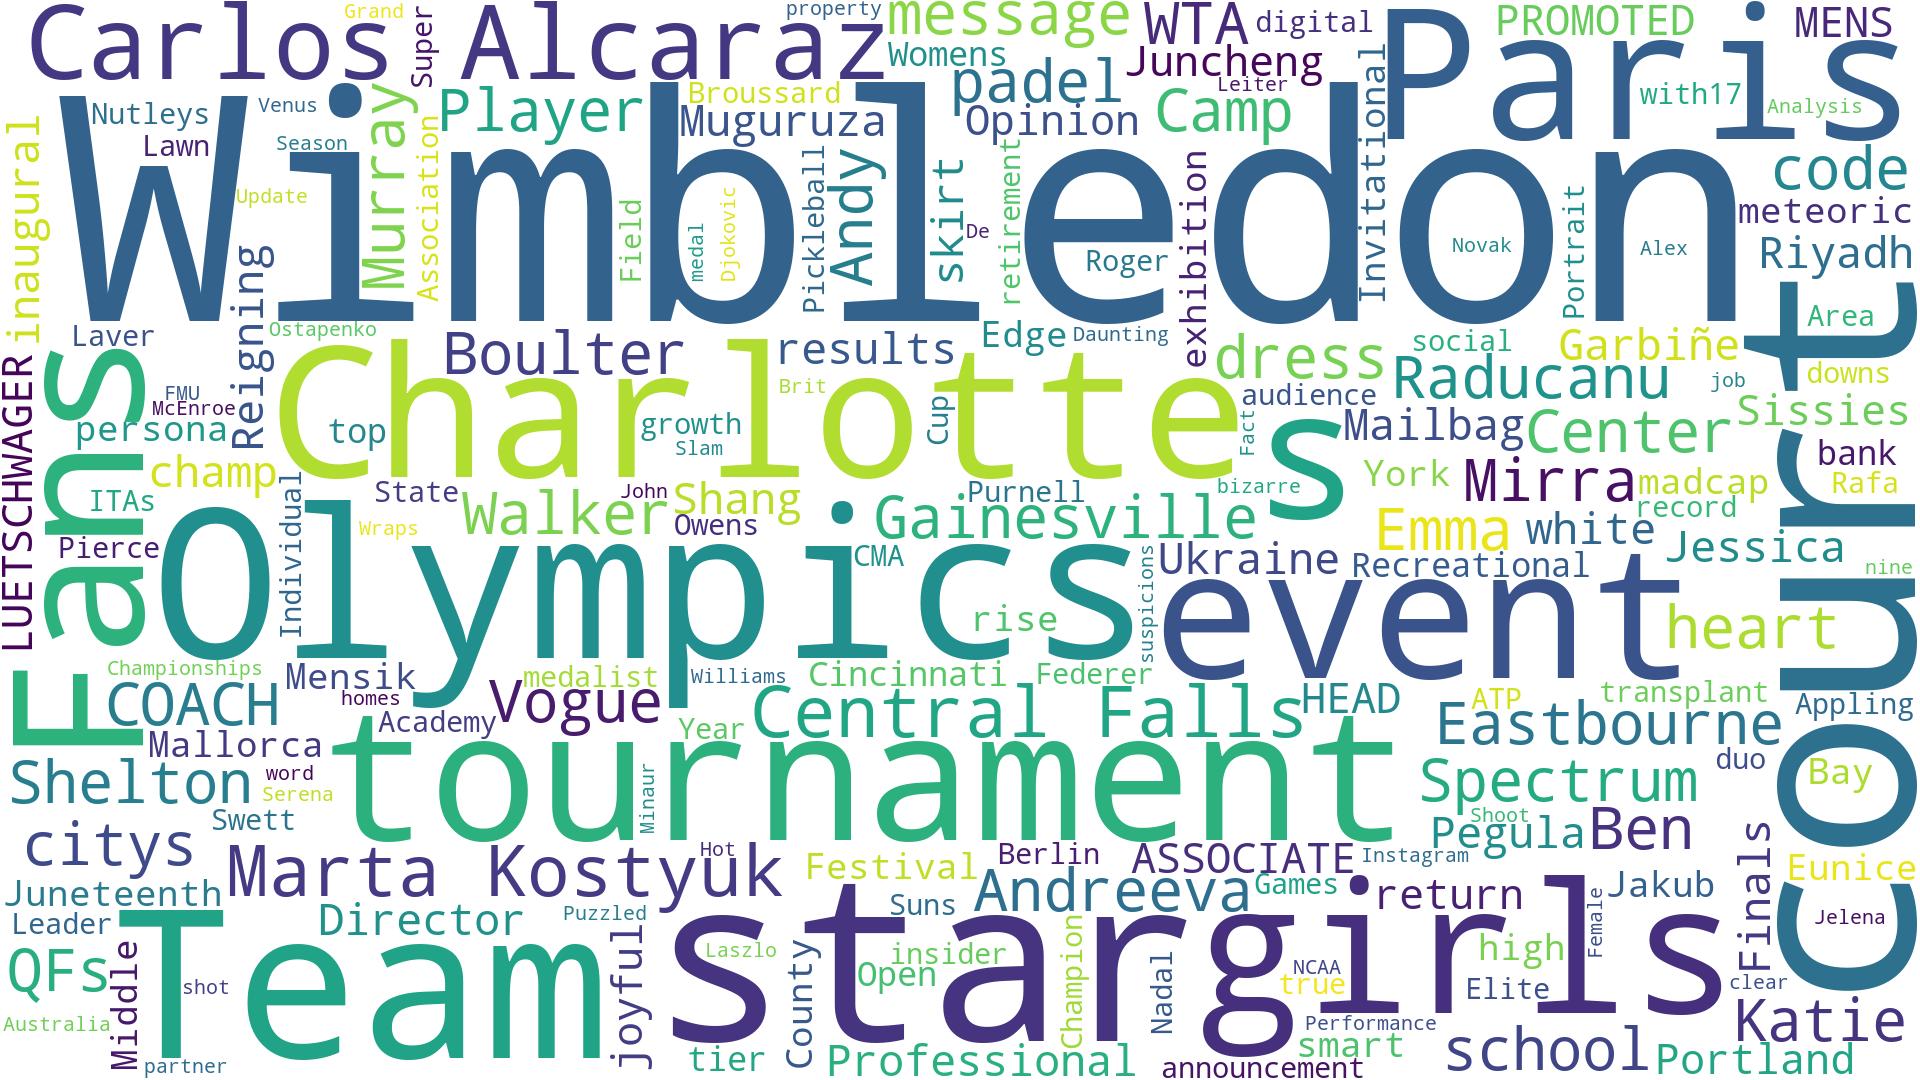 Carlos Alcaraz
Grand
Super
property
message
WTA
digital
Paris
PROMOTED
MENS
Womens
Juncheng
padel
Leiter
Camp
with17
Analysis
Nutleys
Venus
Murray
Player
Broussard
Muguruza
Opinion
Invitational
Lawn
Season
Association
Wimbledon
inaugural
Update
Field
medal
Djokovic
Pickleball
Andy
skirt
De
retirement
Roger
exhibition
Novak
Portrait
Alex
code
meteoric
Riyadh
Reigning
Laver
Ostapenko
Boulter
results
Edge
Daunting
dress
social
Garbiñe
Area
court
LUETSCHWAGER
Fans
FMU
McEnroe
persona
top
Charlotte
Brit
growth
Slam
Cup
audience
Fact
Raducanu
job
downs
s
Mailbag
Center
Sissies
champ
ITAs
State
Individual
John
Walker
Shang
Owens
Wraps
Purnell
Gainesville
bizarre
York
Mirra
madcap
bank
Rafa
record
Pierce
Olympics
CMA
rise
suspicions
Ukraine
Emma
white
Recreational
Jessica
nine
event
heart
Championships
COACH
Mensik
homes
medalist
Vogue
Williams
Cincinnati
Federer
Central Falls
HEAD
ATP
transplant
Appling
Academy
Year
Mallorca
Eastbourne
Shelton
word
Serena
tournament
Minaur
Spectrum
duo
Bay
Swett
Shoot
citys
Pegula
Ben
Marta Kostyuk
Hot
Festival
Berlin
ASSOCIATE
Instagram
Finals
Eunice
Juneteenth
Andreeva
Games
return
Jakub
Leader
Director
Puzzled
Suns
stargirls
Female
Jelena
QFs
Middle
Team
joyful
Laszlo
County
insider
Open
Champion
Nadal
NCAA
true
high
Elite
clear
shot
Australia
Performance
smart
Katie
partner
tier
Professional
announcement
school
Portland